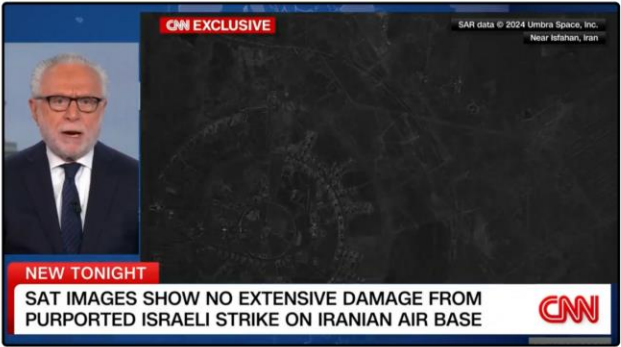 CNN EXCLUSIVE
SAR data © 2024 Umbra Space, Inc.
Near Isfahan, Iran
NEW TONIGHT
SAT IMAGES SHOW NO EXTENSIVE DAMAGE FROM
PURPORTED ISRAELI STRIKE ON IRANIAN AIR BASE
CNN